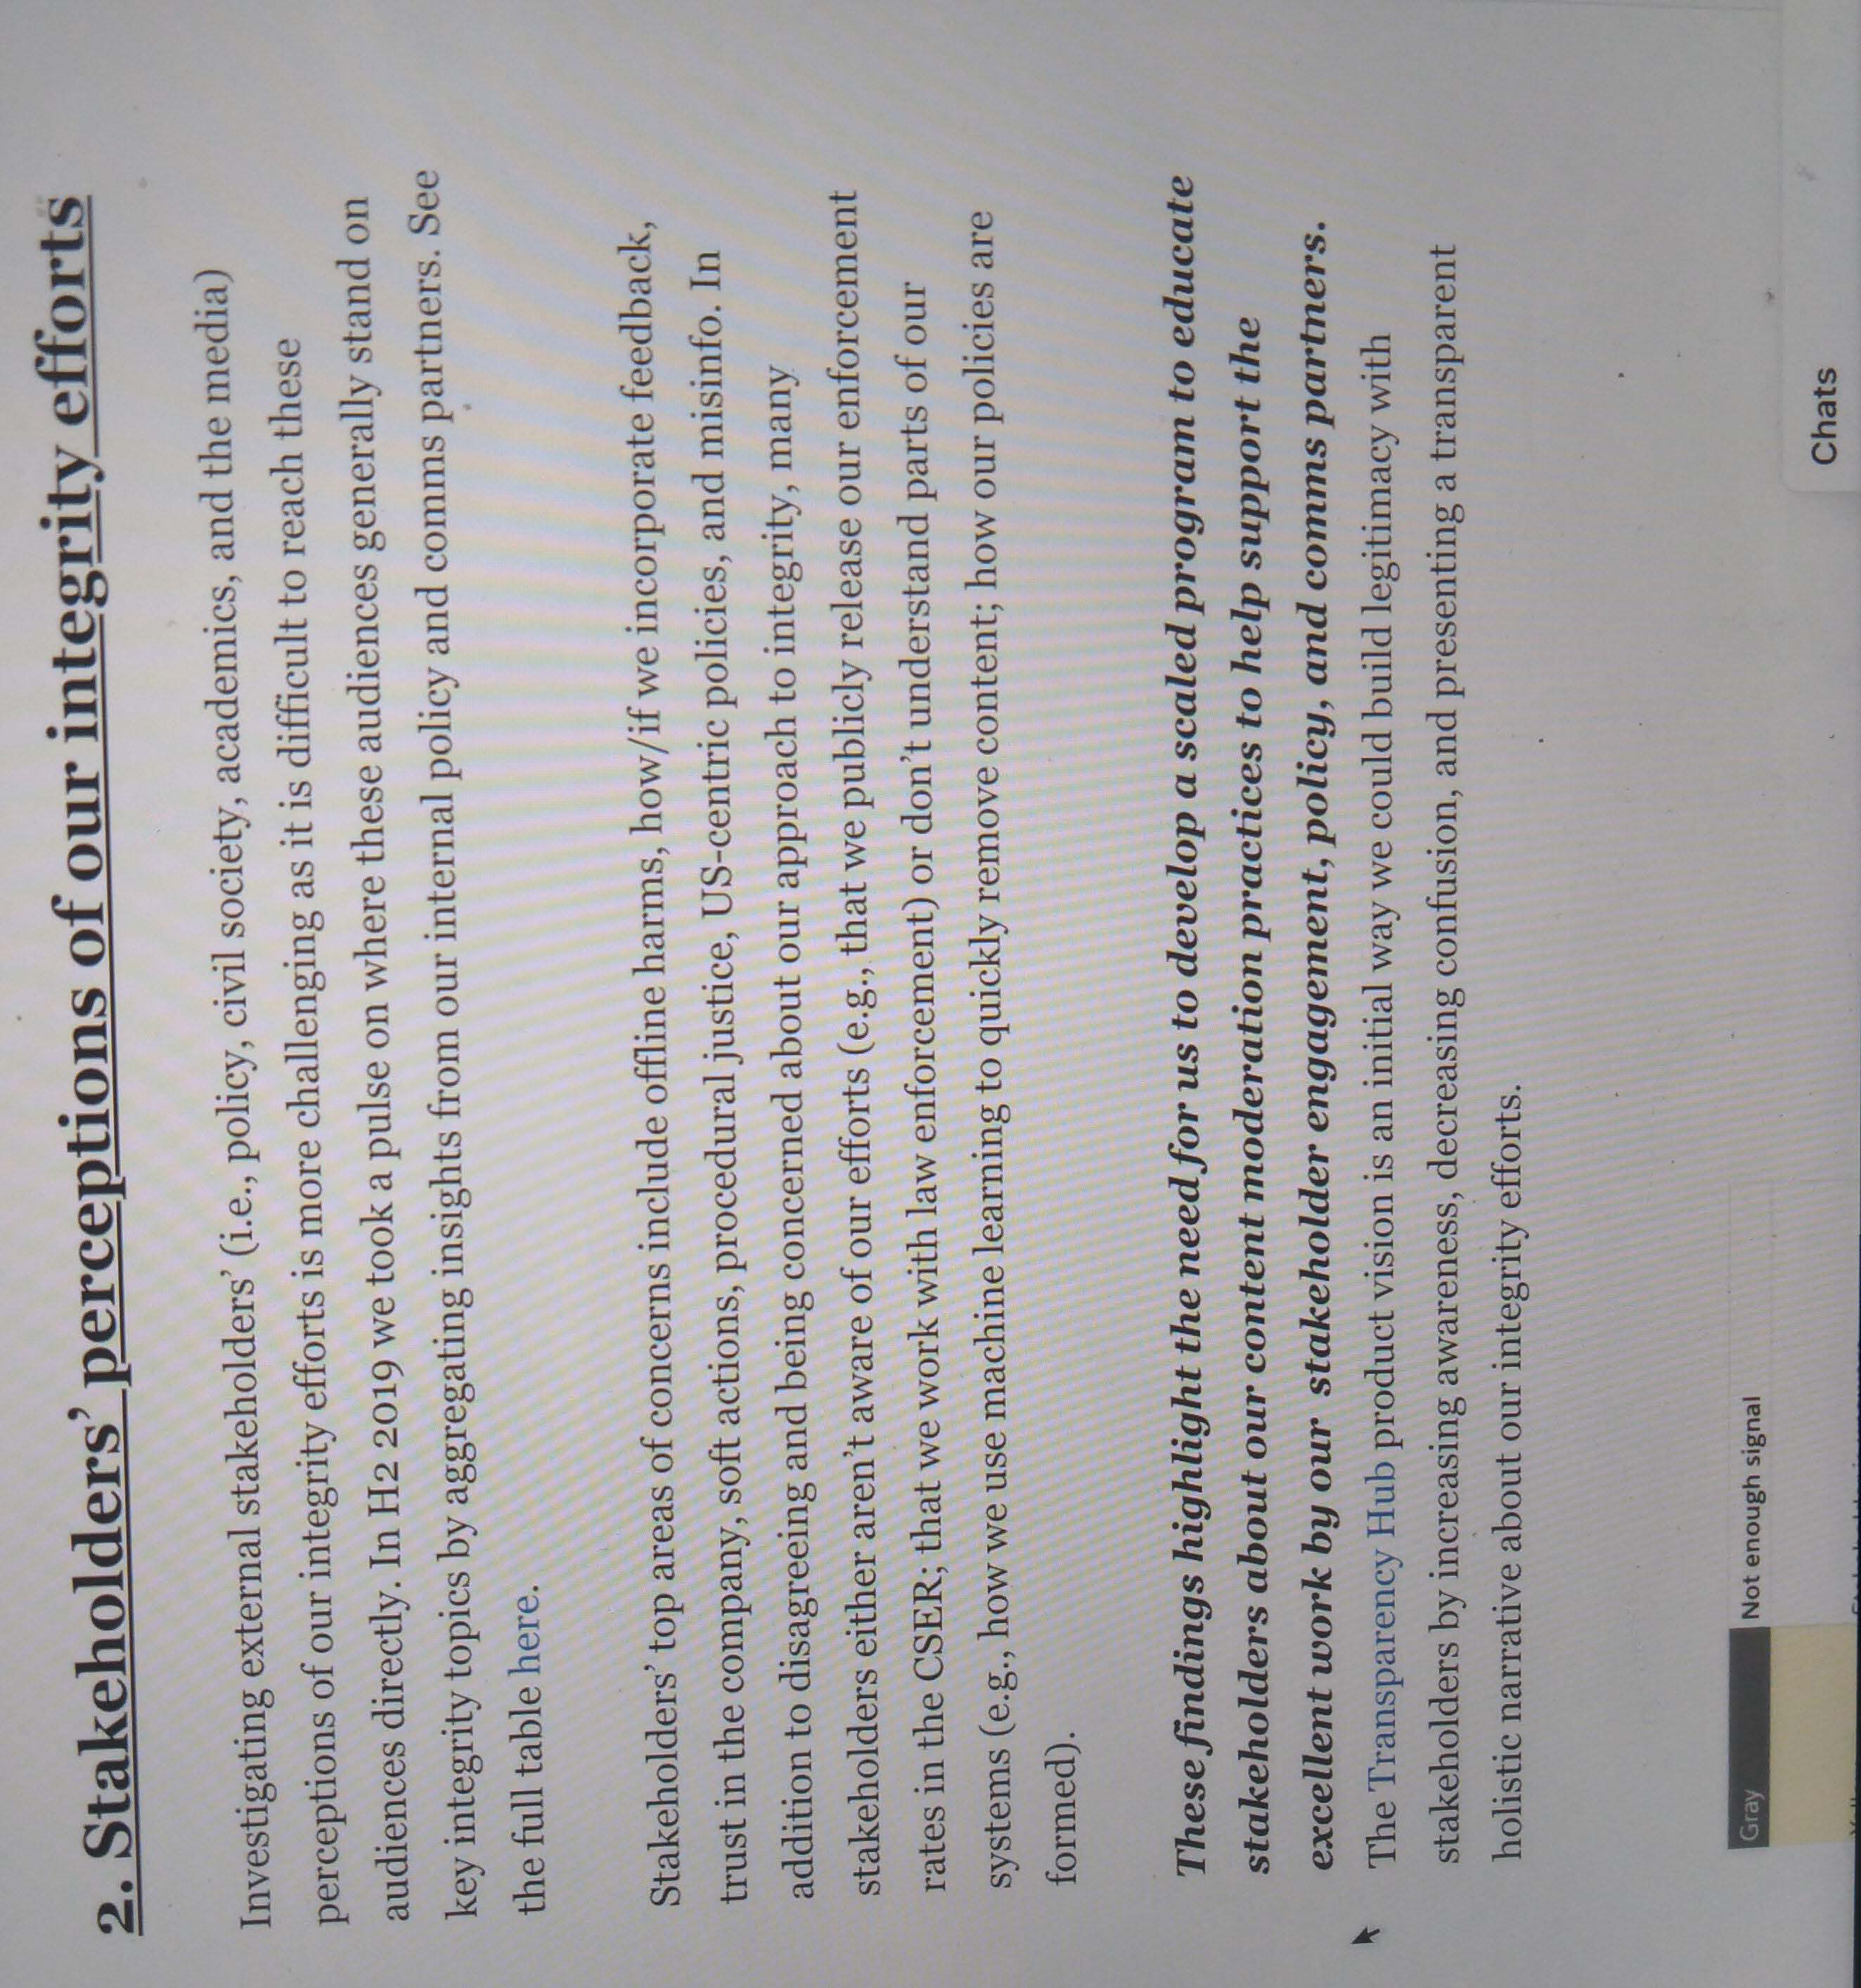 2. Stakeholders' perceptions of our integrity efforts
Investigating external stakeholders' (i.e., policy, civil society, academics, and the media)
perceptions of our integrity efforts is more challenging as it is difficult to reach these
audiences directly. In H2 2019 we took a pulse on where these audiences generally stand on
key integrity topics by aggregating insights from our internal policy and comms partners. See
the full table here.
Stakeholders' top areas of concerns include offline harms, how/if we incorporate feedback,
trust in the company, soft actions, procedural justice, US-centric policies, and misinfo. In
addition to disagreeing and being concerned about our approach to integrity, many
stakeholders either aren't aware of our efforts (e.g., that we publicly release our enforcement
rates in the CSER; that we work with law enforcement) or don't understand parts of our
systems (e.g., how we use machine learning to quickly remove content; how our policies are
formed).
These findings highlight the need for us to develop a scaled program to educate
stakeholders about our content moderation practices to help support the
excellent work by our stakeholder engagement, policy, and comms partners.
The Transparency Hub product vision is an initial way we could build legitimacy with
stakeholders by increasing awareness, decreasing confusion, and presenting a transparent
holistic narrative about our integrity efforts.
Gray Not enough signal
Chats